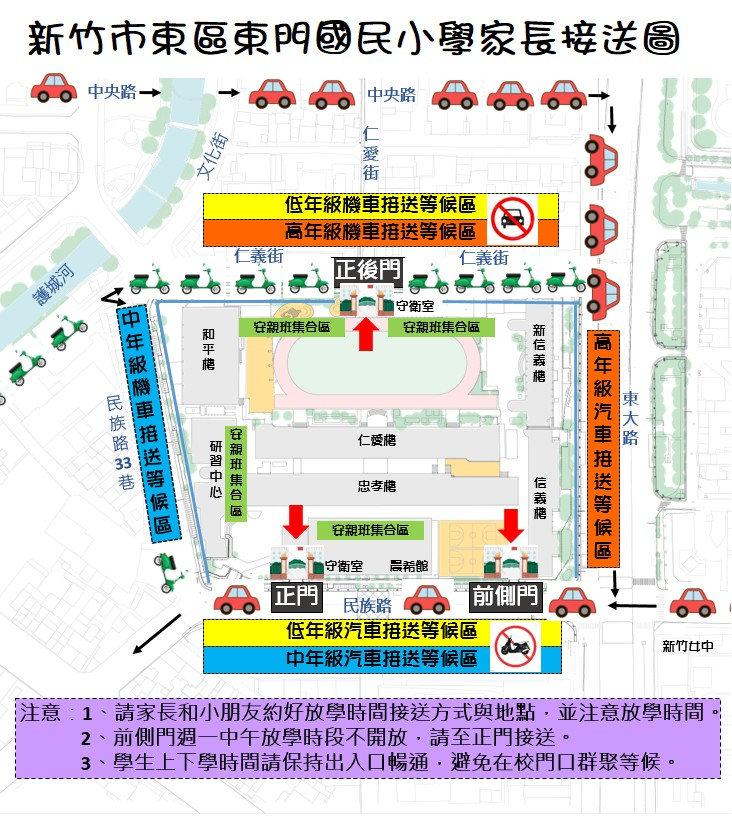 新竹市東區東門國民小學家長接送圖
中央路
中央路
文化街
仁愛街
低年級機車接送等候區
高年級機車接送等候區
仁義街
仁義街
正後門
護城河
守衛室
中年級機車接送等候區
安親班集合區
安親班集合區
和平樓
新信義樓
高年級汽車接送等候區
東大路
民族路33巷
仁愛樓
安親班集合區
研習中心
忠孝樓
信義樓
安親班集合區
守衛室
晨希館
正門
民族路
前側門
低年級汽車接送等候區
中年級汽車接送等候區
新竹女中
注意：1、請家長和小朋友約好放學時間接送方式與地點，並注意放學時間。
2、前側門週一中午放學時段不開放，請至正門接送。
3、學生上下學時間請保持出入口暢通，避免在校門口群聚等候。